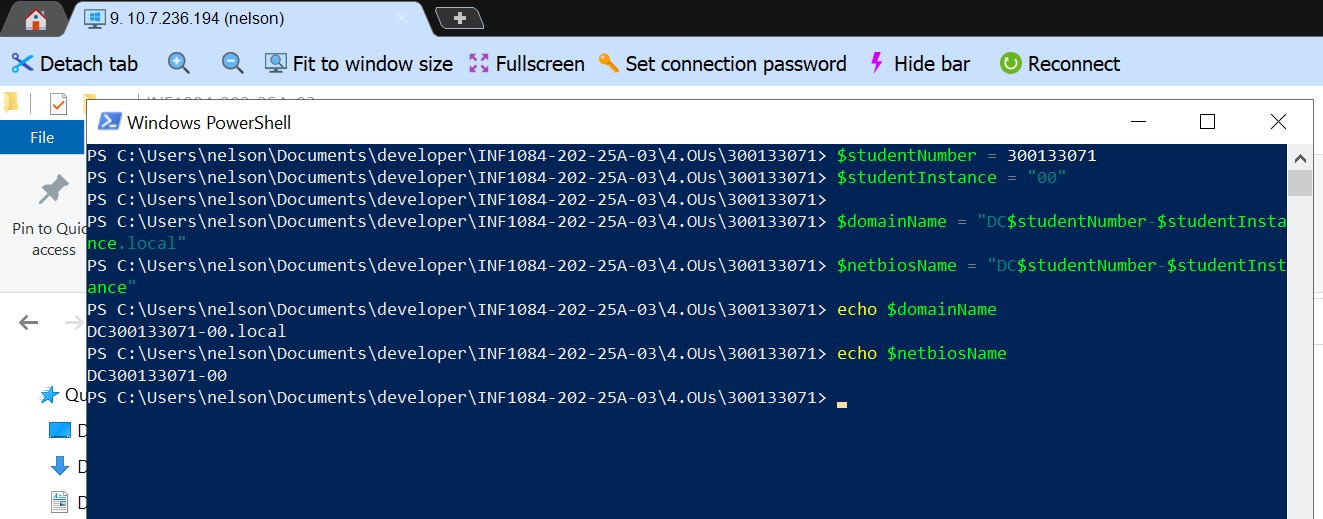 9. 10.7.236.194 (nelson)
Detach tab Fit to window size Fullscreen Set connection password Hide bar Reconnect
Windows PowerShell
File
Pin to Quic
access
PS C:\Users\nelson\Documents\developer\INF1084-202-25A-03\4.OUs\300133071> $studentNumber = 300133071
PS C:\Users\nelson\Documents\developer\INF1084-202-25A-03\4.OUs\300133071> $studentInstance = "00"
PS C:\Users\nelson\Documents\developer\INF1084-202-25A-03\4.OUs\300133071>
PS C:\Users\nelson\Documents\developer\INF1084-202-25A-03\4.OUs\300133071> $domainName = "DC$studentNumber-$studentInsta
nce.local"
PS C:\Users\nelson\Documents\developer\INF1084-202-25A-03\4.OUs\300133071> $netbiosName = "DC$studentNumber-$studentInst
ance"
PS C:\Users\nelson\Documents\developer\INF1084-202-25A-03\4.OUs\300133071> echo $domainName
DC300133071-00.local
PS C:\Users\nelson\Documents\developer\INF1084-202-25A-03\4.OUs\300133071> echo $netbiosName
DC300133071-00
PS C:\Users\nelson\Documents\developer\INF1084-202-25A-03\4.OUs\300133071>
Qu
D
D
D